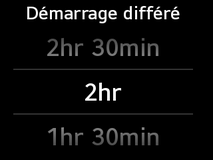 Démarrage différé
2hr 30min
2hr
1hr 30min